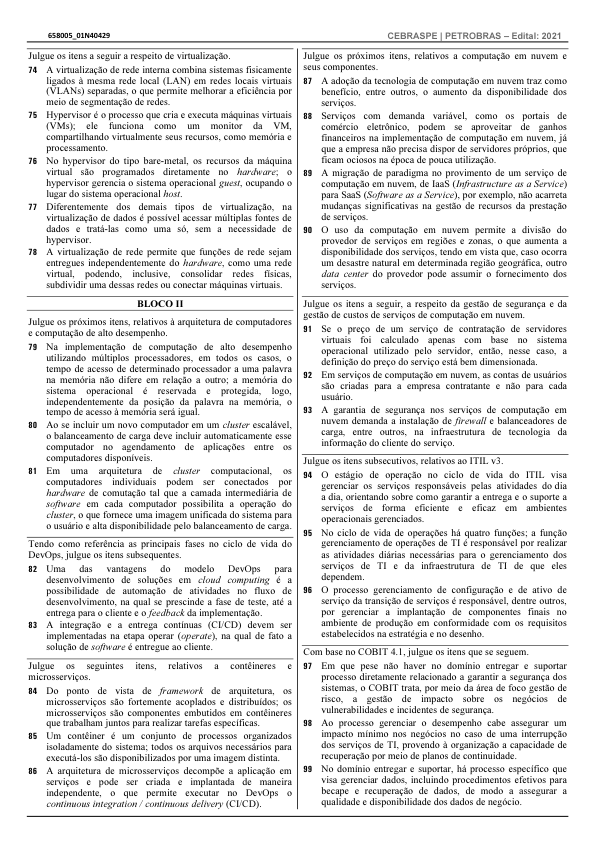 658005_01N40429
CEBRASPE | PETROBRAS – Edital: 2021
Julgue os itens a seguir a respeito de virtualização.
74 A virtualização de rede interna combina sistemas fisicamente
ligados à mesma rede local (LAN) em redes locais virtuais
(VLANs) separadas, o que permite melhorar a eficiência por
meio de segmentação de redes.
75 Hypervisor é o processo que cria e executa máquinas virtuais
(VMs); ele funciona como um monitor da VM,
compartilhando virtualmente seus recursos, como memória e
processamento.
76 No hypervisor do tipo bare-metal, os recursos da máquina
virtual são programados diretamente no hardware; o
hypervisor gerencia o sistema operacional guest, ocupando o
lugar do sistema operacional host.
77 Diferentemente dos demais tipos de virtualização, na
virtualização de dados é possível acessar múltiplas fontes de
dados e tratá-las como uma só, sem a necessidade de
hypervisor.
78 A virtualização de rede permite que funções de rede sejam
entregues independentemente do hardware, como uma rede
virtual, podendo, inclusive, consolidar redes físicas,
subdividir uma dessas redes ou conectar máquinas virtuais.
BLOCO II
Julgue os próximos itens, relativos à arquitetura de computadores
e computação de alto desempenho.
79 Na implementação de computação de alto desempenho
utilizando múltiplos processadores, em todos os casos, o
tempo de acesso de determinado processador a uma palavra
na memória não difere em relação a outro; a memória do
sistema operacional é reservada e protegida, logo,
independentemente da posição da palavra na memória, o
tempo de acesso à memória será igual.
80 Ao se incluir um novo computador em um cluster escalável,
o balanceamento de carga deve incluir automaticamente esse
computador no agendamento de aplicações entre os
computadores disponíveis.
81 Em uma arquitetura de cluster computacional, os
computadores individuais podem ser conectados por
hardware de comutação tal que a camada intermediária de
software em cada computador possibilita a operação do
cluster, o que fornece uma imagem unificada do sistema para
o usuário e alta disponibilidade pelo balanceamento de carga.
Tendo como referência as principais fases no ciclo de vida do
DevOps, julgue os itens subsequentes.
82 Uma das vantagens do modelo DevOps para
desenvolvimento de soluções em cloud computing é a
possibilidade de automação de atividades no fluxo de
desenvolvimento, na qual se prescinde a fase de teste, até a
entrega para o cliente e o feedback da implementação.
83 A integração e a entrega contínuas (CI/CD) devem ser
implementadas na etapa operar (operate), na qual de fato a
solução de software é entregue ao cliente.
Julgue os seguintes itens, relativos a contêineres e
microsserviços.
84 Do ponto de vista de framework de arquitetura, os
microsserviços são fortemente acoplados e distribuídos; os
microsserviços são componentes embutidos em contêineres
que trabalham juntos para realizar tarefas específicas.
85 Um contêiner é um conjunto de processos organizados
isoladamente do sistema; todos os arquivos necessários para
executá-los são disponibilizados por uma imagem distinta.
86 A arquitetura de microsserviços decompõe a aplicação em
serviços e pode ser criada e implantada de maneira
independente, o que permite executar no DevOps o
continuous integration / continuous delivery (CI/CD).
Julgue os próximos itens, relativos a computação em nuvem e
seus componentes.
87 A adoção da tecnologia de computação em nuvem traz como
benefício, entre outros, o aumento da disponibilidade dos
serviços.
88 Serviços com demanda variável, como os portais de
comércio eletrônico, podem se aproveitar de ganhos
financeiros na implementação de computação em nuvem, já
que a empresa não precisa dispor de servidores próprios, que
ficam ociosos na época de pouca utilização.
89 A migração de paradigma no provimento de um serviço de
computação em nuvem, de IaaS (Infrastructure as a Service)
para SaaS (Software as a Service), por exemplo, não acarreta
mudanças significativas na gestão de recursos da prestação
de serviços.
90 O uso da computação em nuvem permite a divisão do
provedor de serviços em regiões e zonas, o que aumenta a
disponibilidade dos serviços, tendo em vista que, caso ocorra
um desastre natural em determinada região geográfica, outro
data center do provedor pode assumir o fornecimento dos
serviços.
Julgue os itens a seguir, a respeito da gestão de segurança e da
gestão de custos de serviços de computação em nuvem.
91 Se o preço de um serviço de contratação de servidores
virtuais foi calculado apenas com base no sistema
operacional utilizado pelo servidor, então, nesse caso, a
definição do preço do serviço está bem dimensionada.
92 Em serviços de computação em nuvem, as contas de usuários
são criadas para a empresa contratante e não para cada
usuário.
93 A garantia de segurança nos serviços de computação em
nuvem demanda a instalação de firewall e balanceadores de
carga, entre outros, na infraestrutura de tecnologia da
informação do cliente do serviço.
Julgue os itens subsecutivos, relativos ao ITIL v3.
94 O estágio de operação no ciclo de vida do ITIL visa
gerenciar os serviços responsáveis pelas atividades do dia
a dia, orientando sobre como garantir a entrega e o suporte a
serviços de forma eficiente e eficaz em ambientes
operacionais gerenciados.
95 No ciclo de vida de operações há quatro funções; a função
gerenciamento de operações de TI é responsável por realizar
as atividades diárias necessárias para o gerenciamento dos
serviços de TI e da infraestrutura de TI de que eles
dependem.
96 O processo gerenciamento de configuração e de ativo de
serviço da transição de serviços é responsável, dentre outros,
por gerenciar a implantação de componentes finais no
ambiente de produção em conformidade com os requisitos
estabelecidos na estratégia e no desenho.
Com base no COBIT 4.1, julgue os itens que se seguem.
97 Em que pese não haver no domínio entregar e suportar
processo diretamente relacionado a garantir a segurança dos
sistemas, o COBIT trata, por meio da área de foco gestão de
risco, a gestão de impacto sobre os negócios de
vulnerabilidades e incidentes de segurança.
98 Ao processo gerenciar o desempenho cabe assegurar um
impacto mínimo nos negócios no caso de uma interrupção
dos serviços de TI, provendo à organização a capacidade de
recuperação por meio de planos de continuidade.
99 No domínio entregar e suportar, há processo específico que
visa gerenciar dados, incluindo procedimentos efetivos para
becape e recuperação de dados, de modo a assegurar a
qualidade e disponibilidade dos dados de negócio.